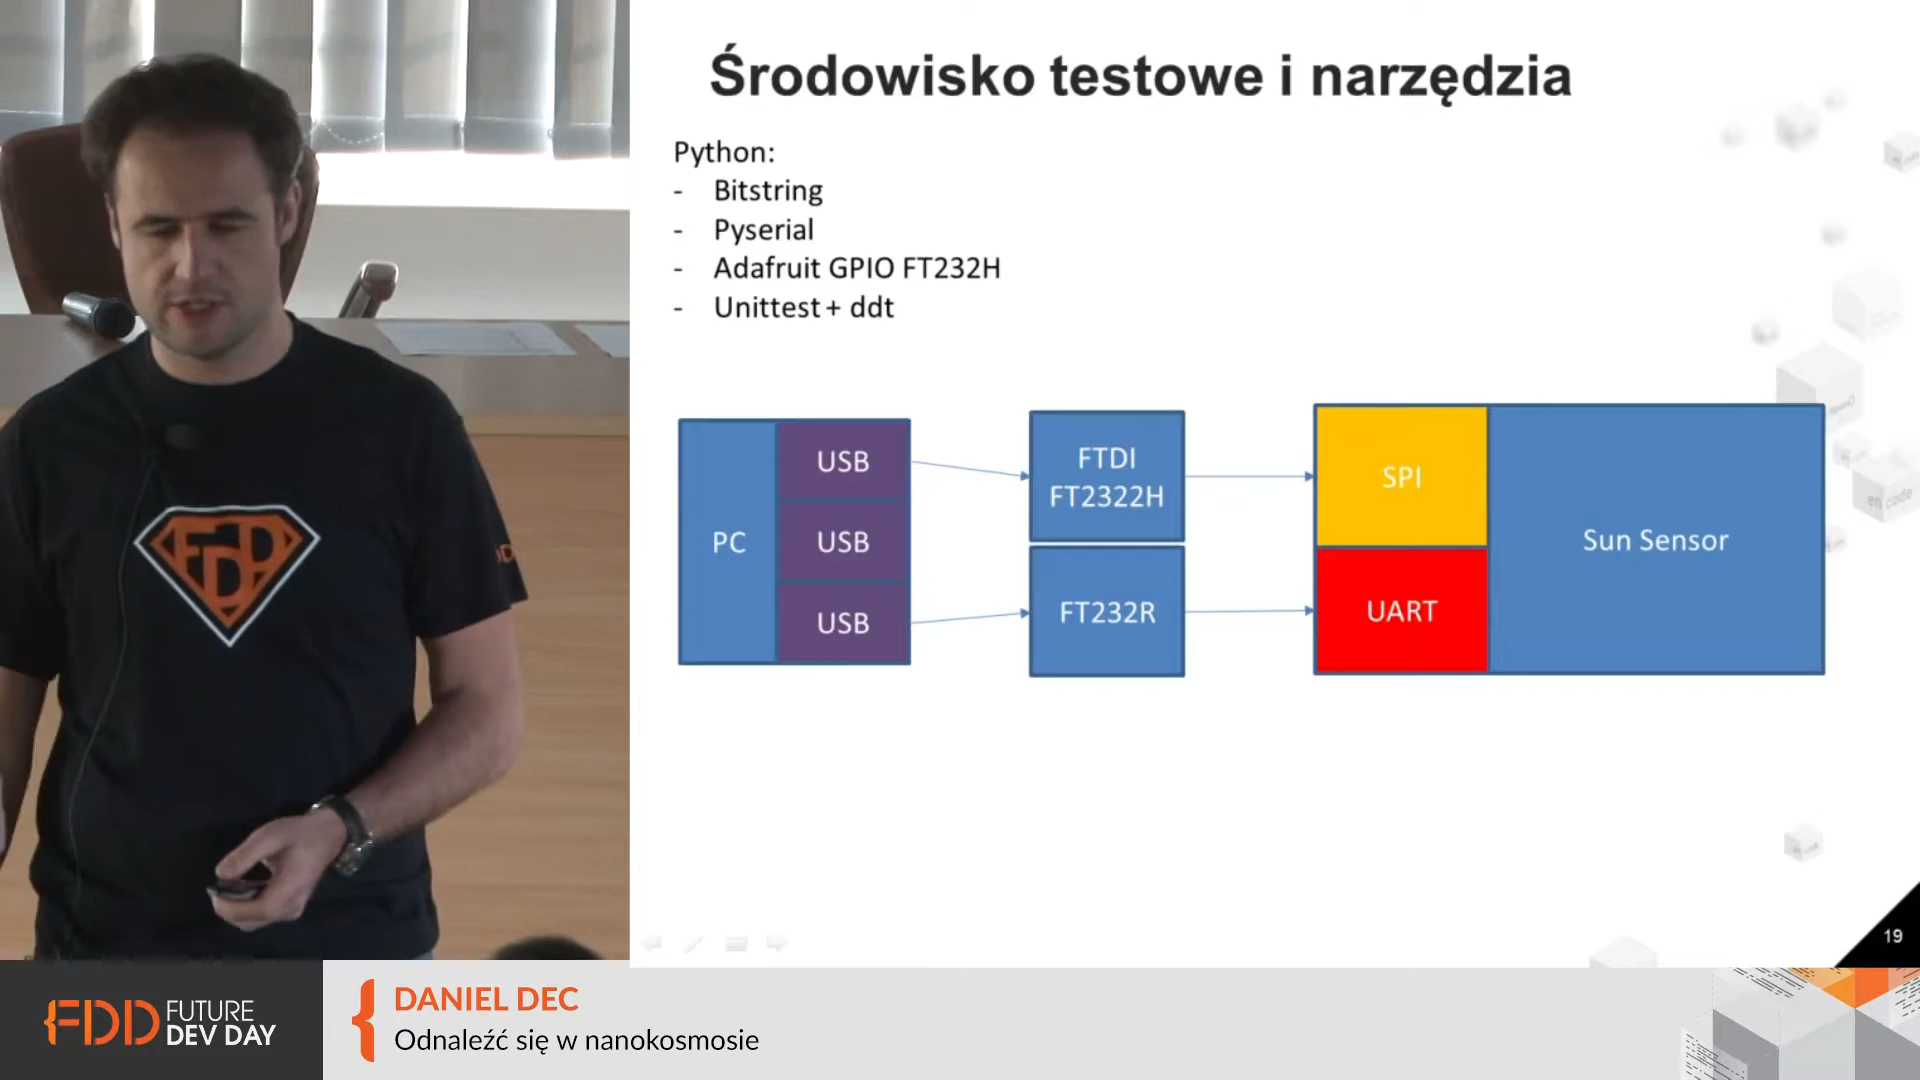 Środowisko testowe i narzędzia
Python:
- Bitstring
- Pyserial
- Adafruit GPIO FT232H
- Unittest + ddt
PC
USB
USB
USB
FTDI
FT2322H
FT232R
SPI
UART
Sun Sensor
19
FDD
FDD FUTURE
DEV DAY
DANIEL DEC
Odnaleźć się w nanokosmosie